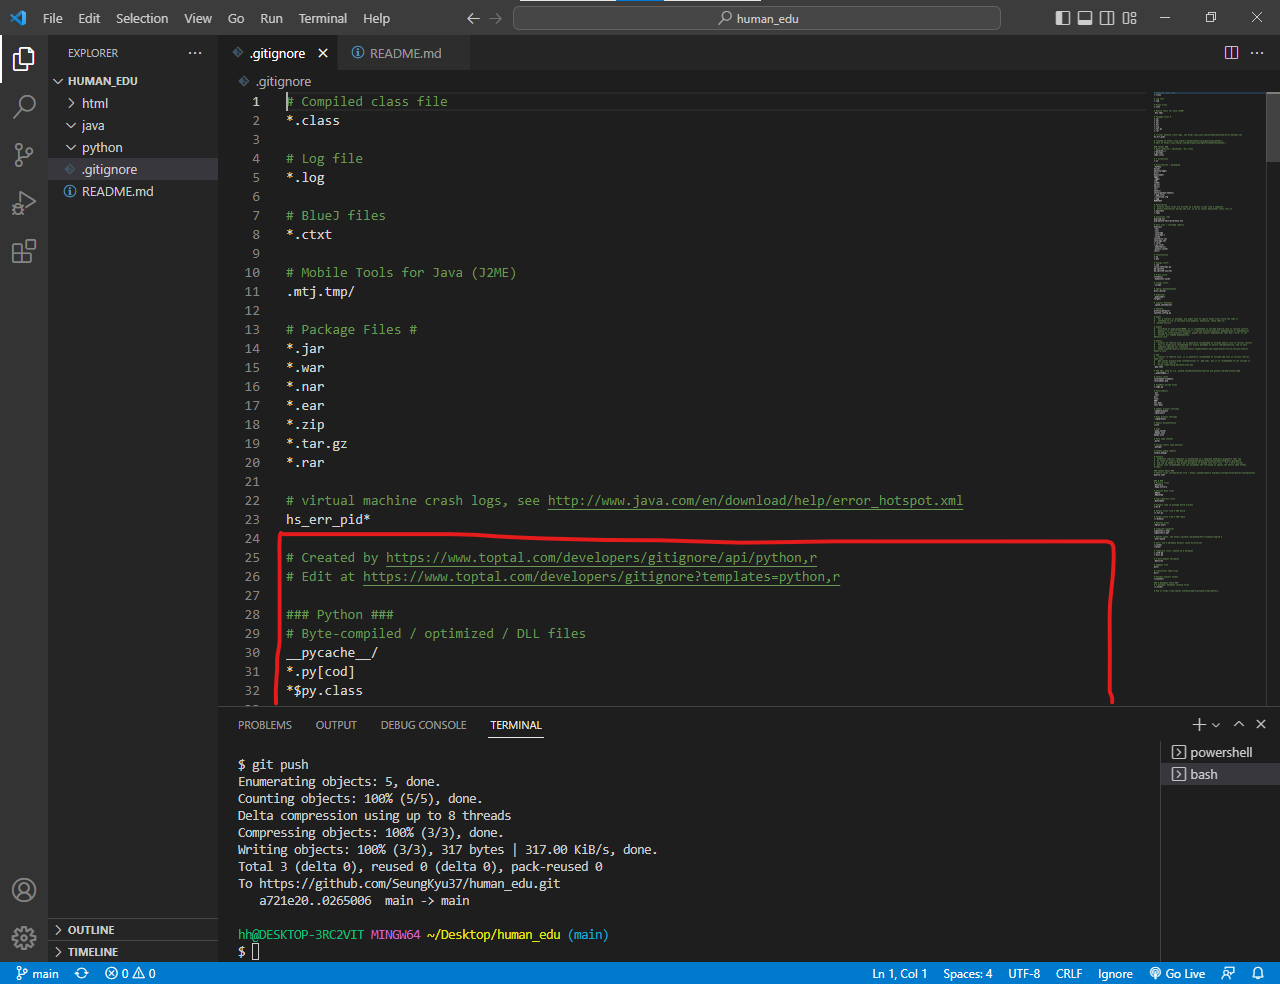 File Edit Selection View Go Run Terminal Help
human_edu
EXPLORER
HUMAN_EDU
html
java
python
.gitignore
README.md
OUTLINE
TIMELINE
.gitignore
README.md
.gitignore
1 # Compiled class file
2 *.class
3
4 # Log file
5 *.log
6
7 # BlueJ files
8 *.ctxt
9
10 # Mobile Tools for Java (J2ME)
11 .mtj.tmp/
12
13 # Package Files #
14 *.jar
15 *.war
16 *.nar
17 *.ear
18 *.zip
19 *.tar.gz
20 *.rar
21
22 # virtual machine crash logs, see http://www.java.com/en/download/help/error_hotspot.xml
23 hs_err_pid*
24
25 # Created by https://www.toptal.com/developers/gitignore/api/python,r
26 # Edit at https://www.toptal.com/developers/gitignore?templates=python,r
27
28 ### Python ###
29 # Byte-compiled / optimized / DLL files
30 __pycache__/
31 *.py[cod]
32 *$py.class
PROBLEMS OUTPUT DEBUG CONSOLE TERMINAL
$ git push
Enumerating objects: 5, done.
Counting objects: 100% (5/5), done.
Delta compression using up to 8 threads
Compressing objects: 100% (3/3), done.
Writing objects: 100% (3/3), 317 bytes | 317.00 KiB/s, done.
Total 3 (delta 0), reused 0 (delta 0), pack-reused 0
To https://github.com/SeungKyu37/human_edu.git
a721e20..0265006 main -> main
hh@DESKTOP-3RC2VIT MINGW64 ~/Desktop/human_edu (main)
$
powershell
bash
main 0 0 Ln 1, Col 1 Spaces: 4 UTF-8 CRLF Ignore Go Live